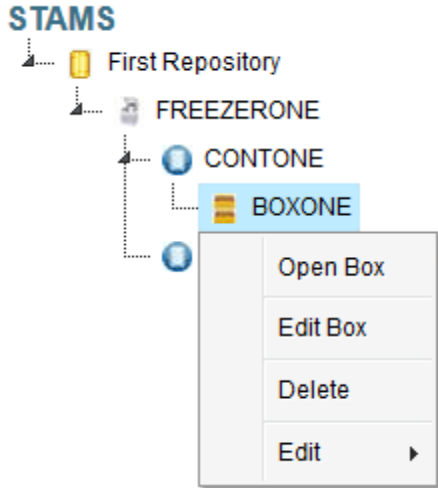 STAMS
First Repository
FREEZERONE
CONTONE
BOXONE
Open Box
Edit Box
Delete
Edit